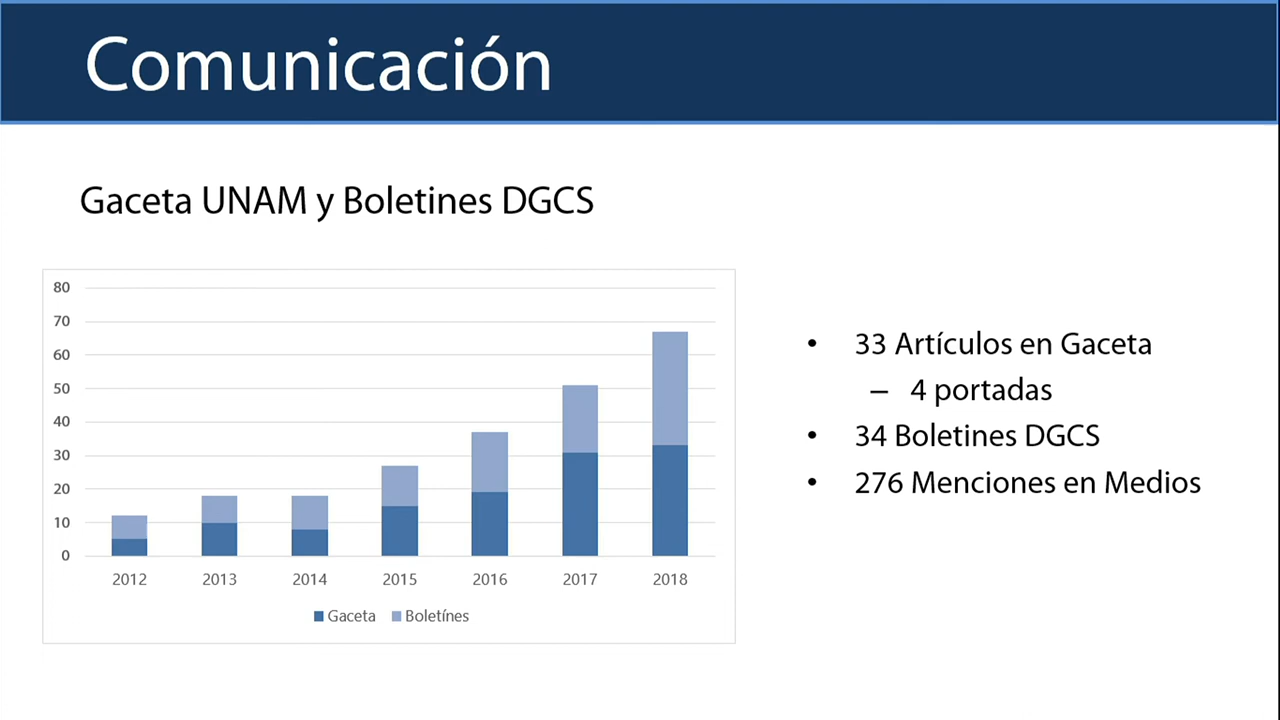 Comunicación
Gaceta UNAM y Boletines DGCS
80
70
60
50
40
30
20
10
0
2012 2013 2014 2015 2016 2017 2018
Gaceta Boletínes
• 33 Artículos en Gaceta
– 4 portadas
• 34 Boletines DGCS
• 276 Menciones en Medios